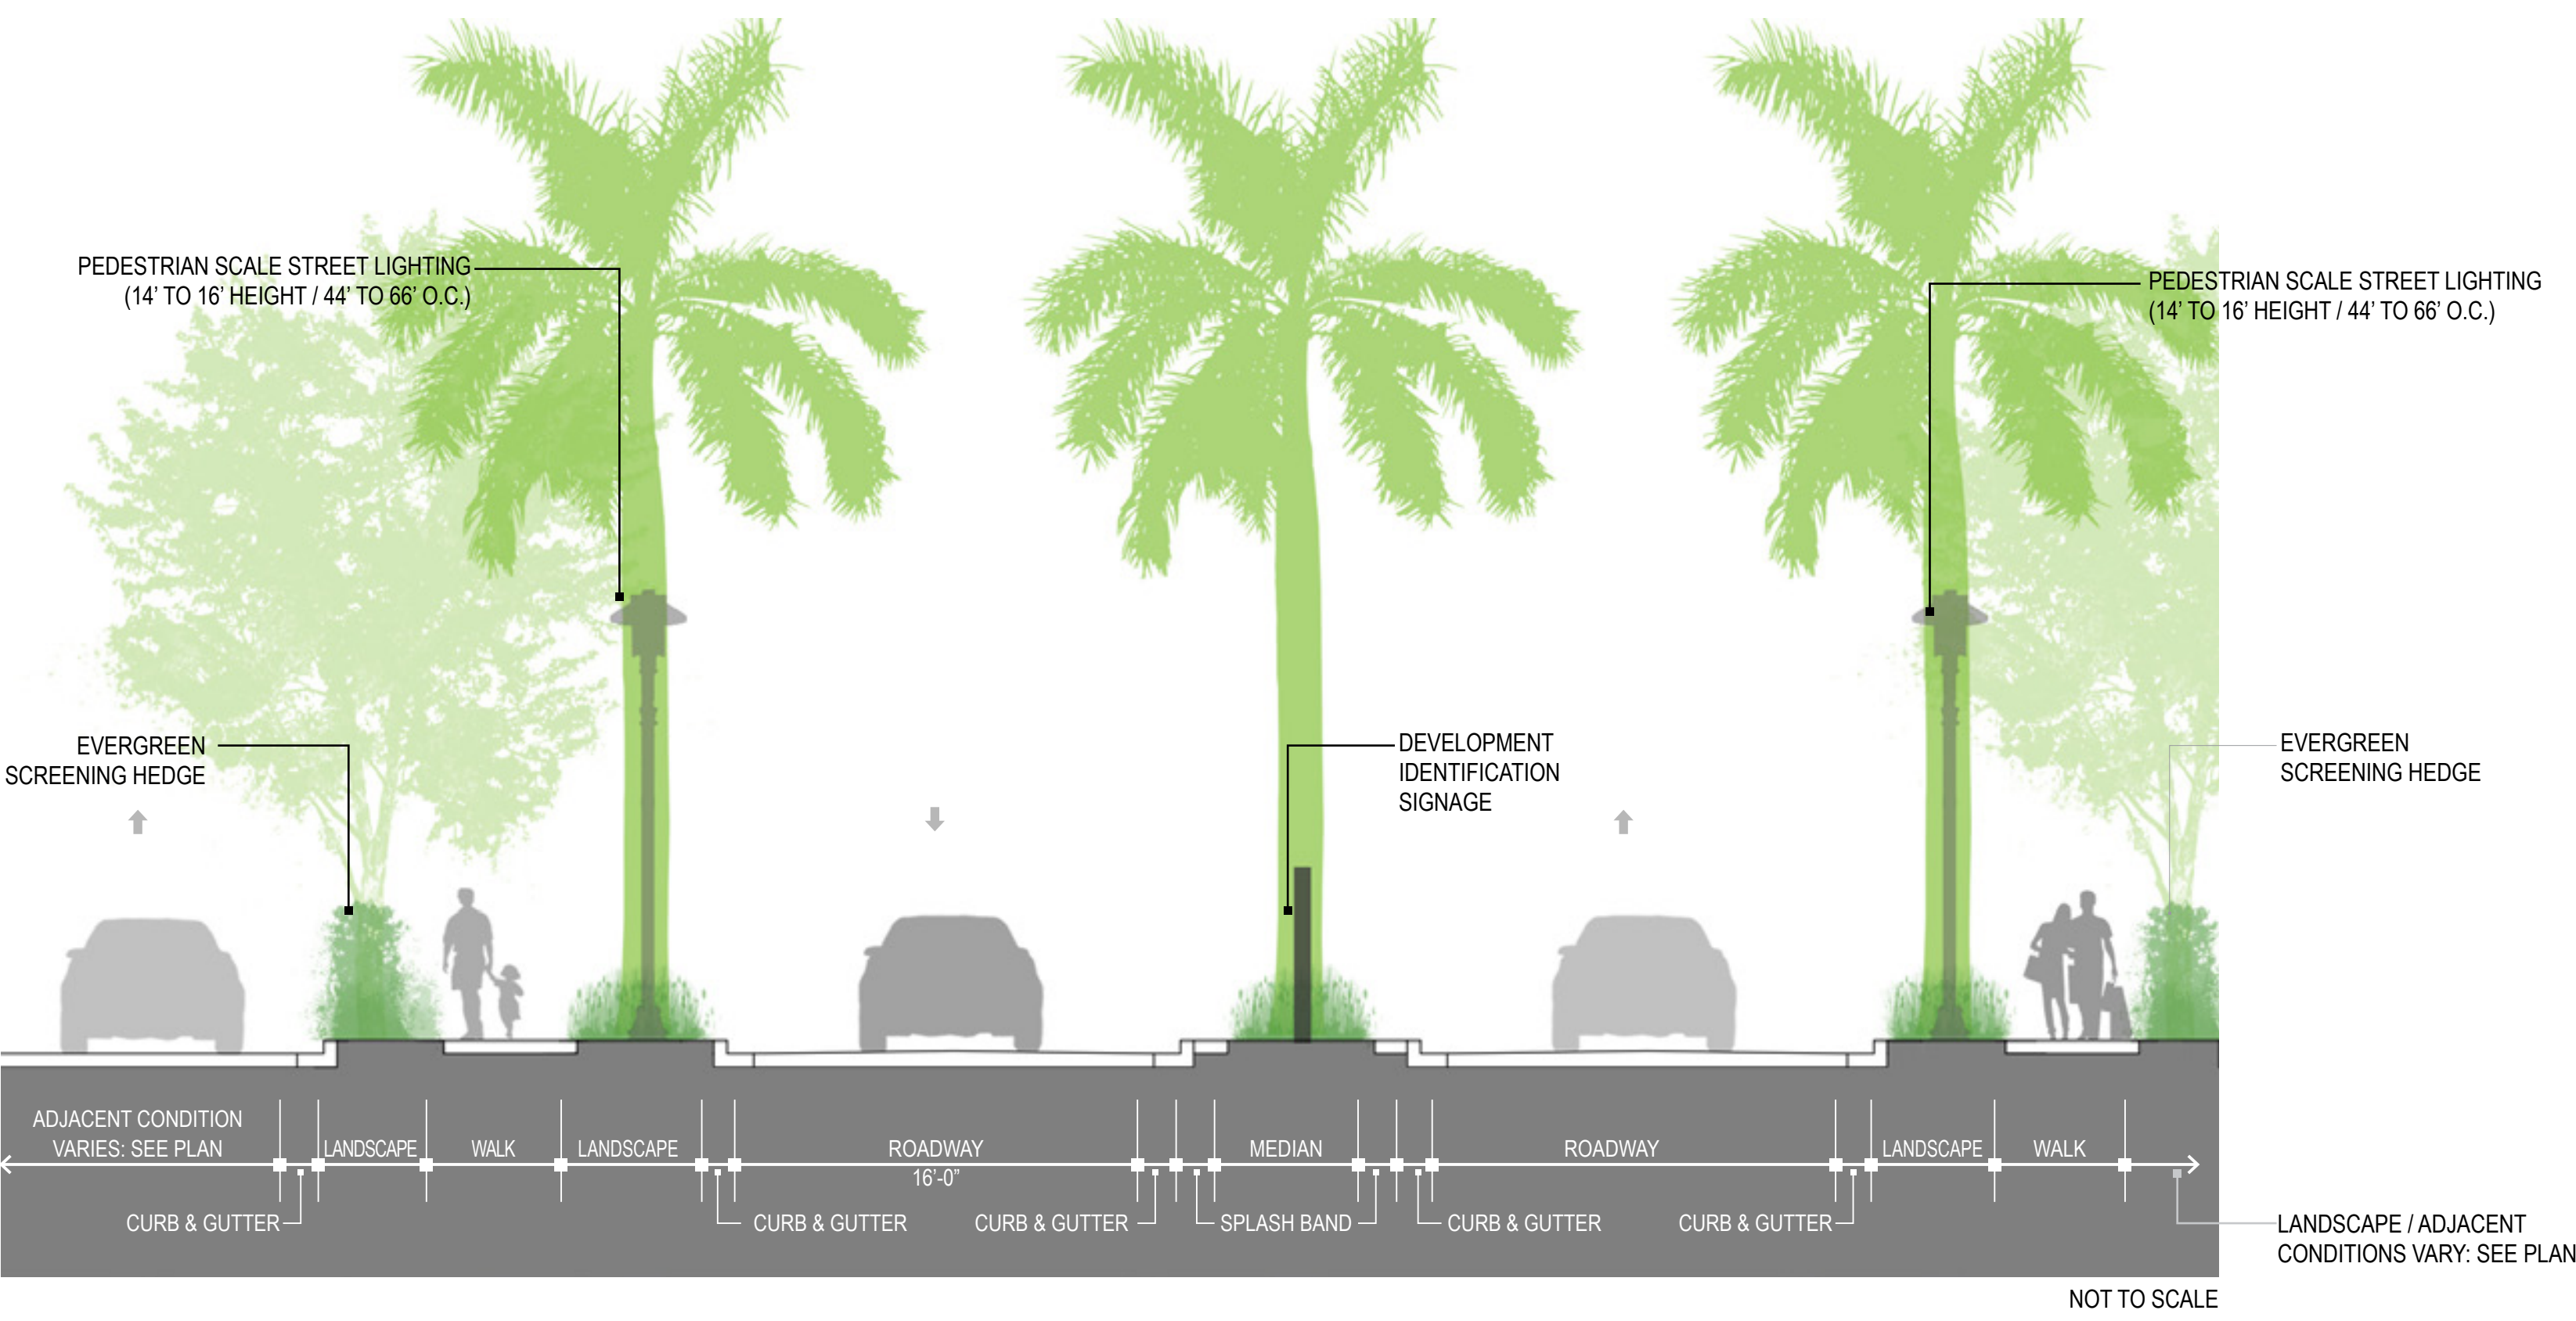 PEDESTRIAN SCALE STREET LIGHTING
(14’ TO 16’ HEIGHT / 44’ TO 66’ O.C.)
PEDESTRIAN SCALE STREET LIGHTING
(14’ TO 16’ HEIGHT / 44’ TO 66’ O.C.)
EVERGREEN
SCREENING HEDGE
DEVELOPMENT
IDENTIFICATION
SIGNAGE
EVERGREEN
SCREENING HEDGE
ADJACENT CONDITION
VARIES: SEE PLAN
LANDSCAPE
WALK
LANDSCAPE
ROADWAY
16’-0”
MEDIAN
ROADWAY
LANDSCAPE
WALK
CURB & GUTTER
CURB & GUTTER
CURB & GUTTER
SPLASH BAND
CURB & GUTTER
CURB & GUTTER
LANDSCAPE / ADJACENT
CONDITIONS VARY: SEE PLAN
NOT TO SCALE